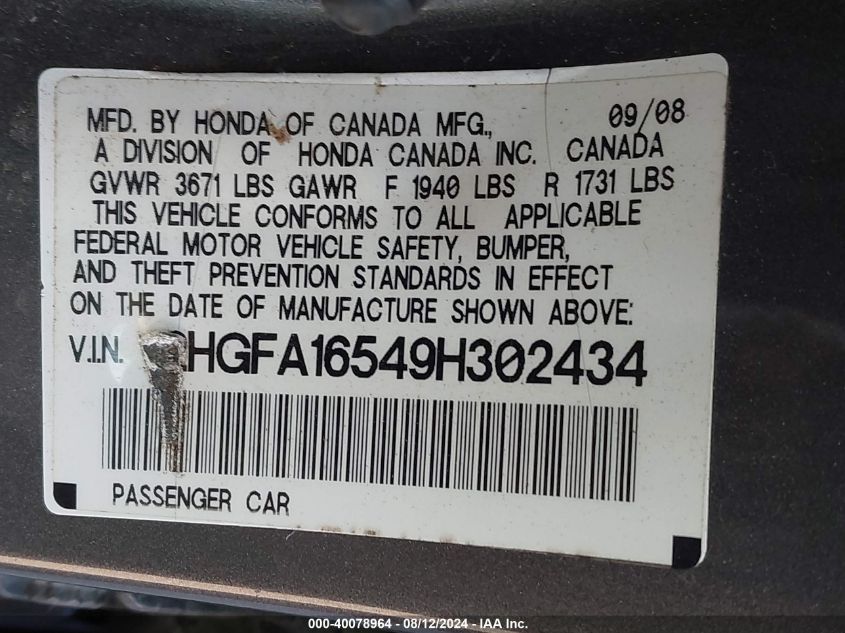 MFD. BY HONDA OF CANADA MFG., 09/08
A DIVISION OF HONDA CANADA INC. CANADA
GVWR 3671 LBS GAWR F 1940 LBS R 1731 LBS
THIS VEHICLE CONFORMS TO ALL APPLICABLE
FEDERAL MOTOR VEHICLE SAFETY, BUMPER,
AND THEFT PREVENTION STANDARDS IN EFFECT
ON THE DATE OF MANUFACTURE SHOWN ABOVE:
V.I.N. HGFA16549H302434
PASSENGER CAR
000-40078964 - 08/12/2024 - IAA Inc.